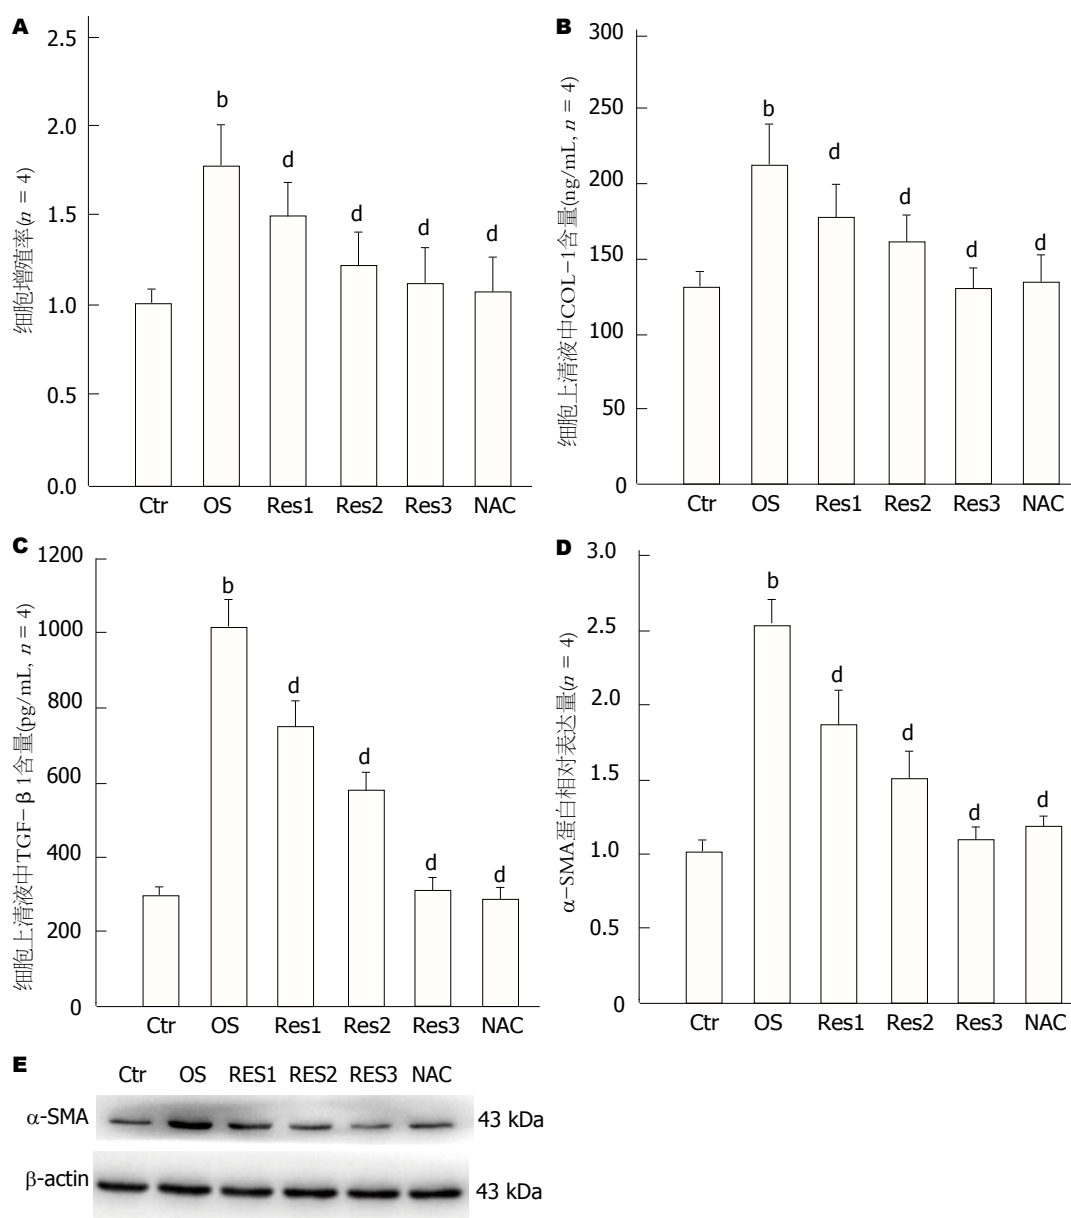 A
细胞增殖率(n = 4)
2.5
2.0
1.5
1.0
0.5
0.0
b
d
d
d
d
Ctr OS Res1 Res2 Res3 NAC
B
细胞上清液中COL-1含量(ng/mL, n = 4)
300
250
200
150
100
50
0
b
d
d
d
d
Ctr OS Res1 Res2 Res3 NAC
C
细胞上清液中TGF-β 1含量(pg/mL, n = 4)
1200
1000
800
600
400
200
0
b
d
d
d
d
Ctr OS Res1 Res2 Res3 NAC
D
α-SMA蛋白相对表达量(n = 4)
3.0
2.5
2.0
1.5
1.0
0.5
0
b
d
d
d
d
Ctr OS Res1 Res2 Res3 NAC
E
Ctr OS RES1 RES2 RES3 NAC
α-SMA 43 kDa
β-actin 43 kDa